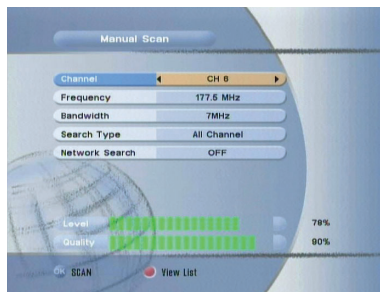 Manual Scan
Channel CH 6
Frequency 177.5 MHz
Bandwidth 7MHz
Search Type All Channel
Network Search OFF
Level 78%
Quality 90%
OK SCAN View List